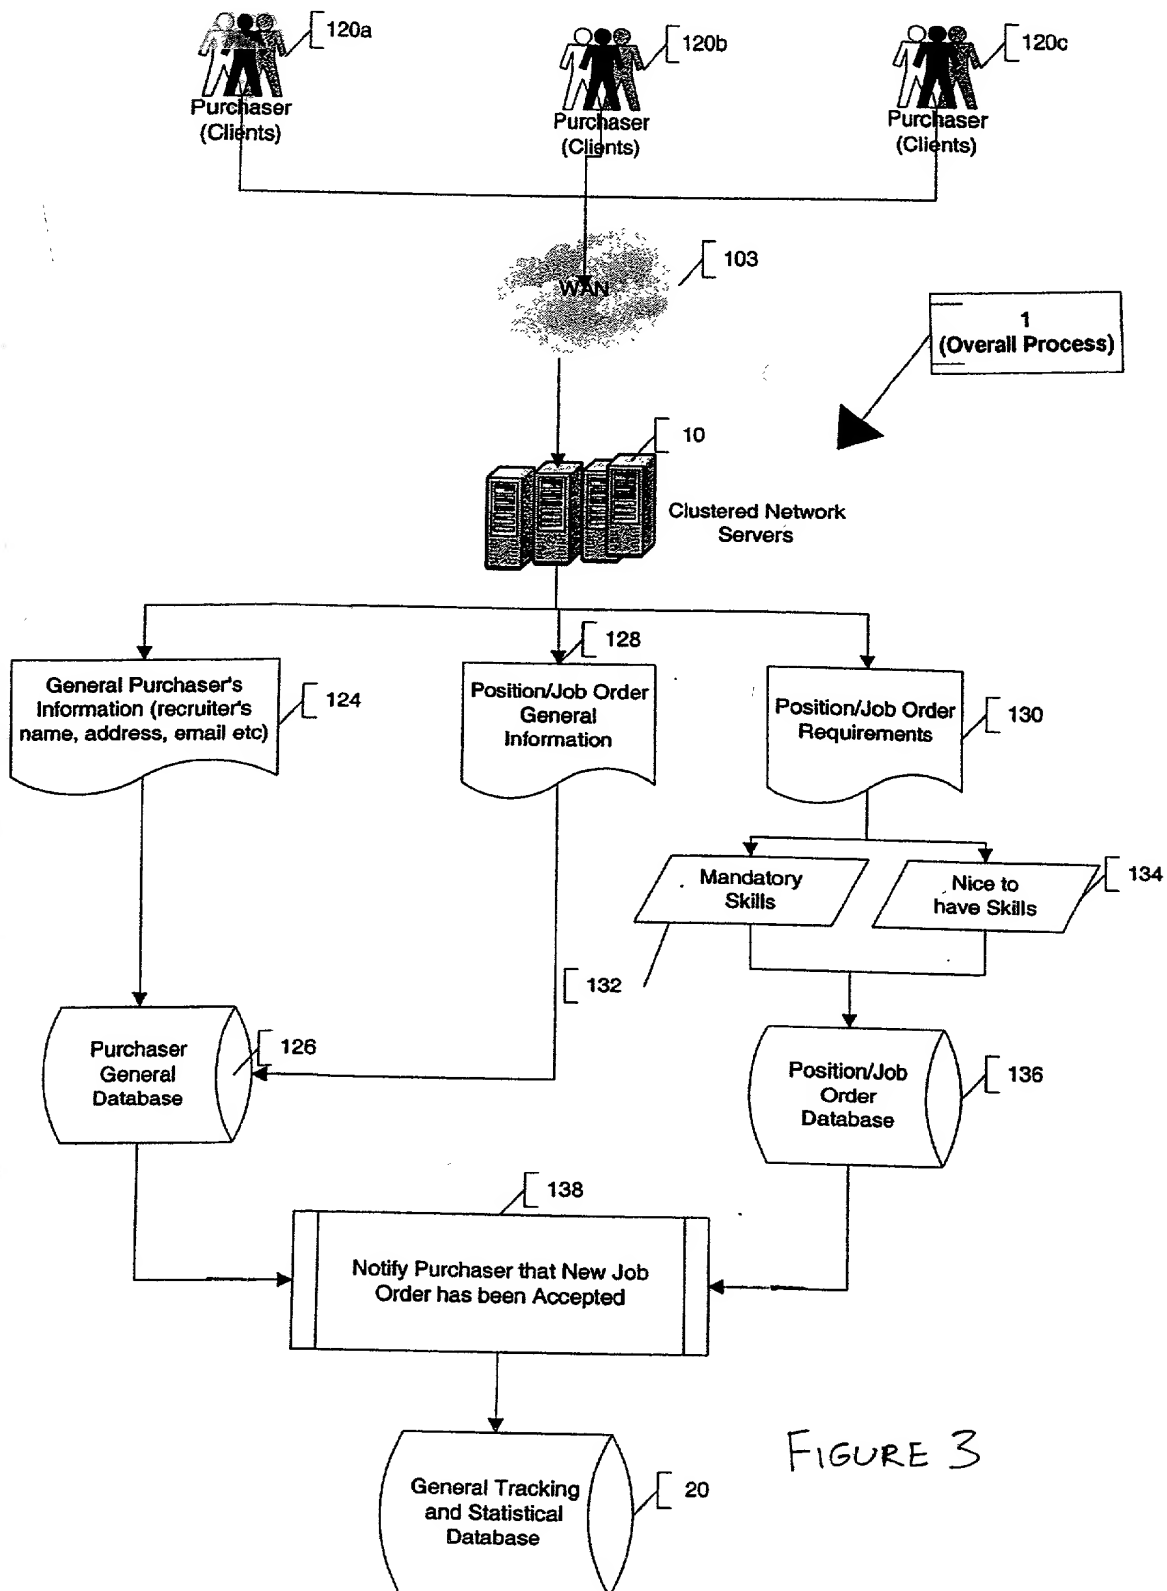 120a
120b
120c
Purchaser
(Clients)
Purchaser
(Clients)
Purchaser
(Clients)
103
WAN
1
(Overall Process)
10
Clustered Network
Servers
128
General Purchaser's
Information (recruiter's
name, address, email etc)
124
Position/Job Order
General
Information
Position/Job Order
Requirements
130
Mandatory
Skills
Nice to
have Skills
134
132
Purchaser
General
Database
126
Position/Job
Order
Database
136
138
Notify Purchaser that New Job
Order has been Accepted
General Tracking
and Statistical
Database
20
FIGURE 3